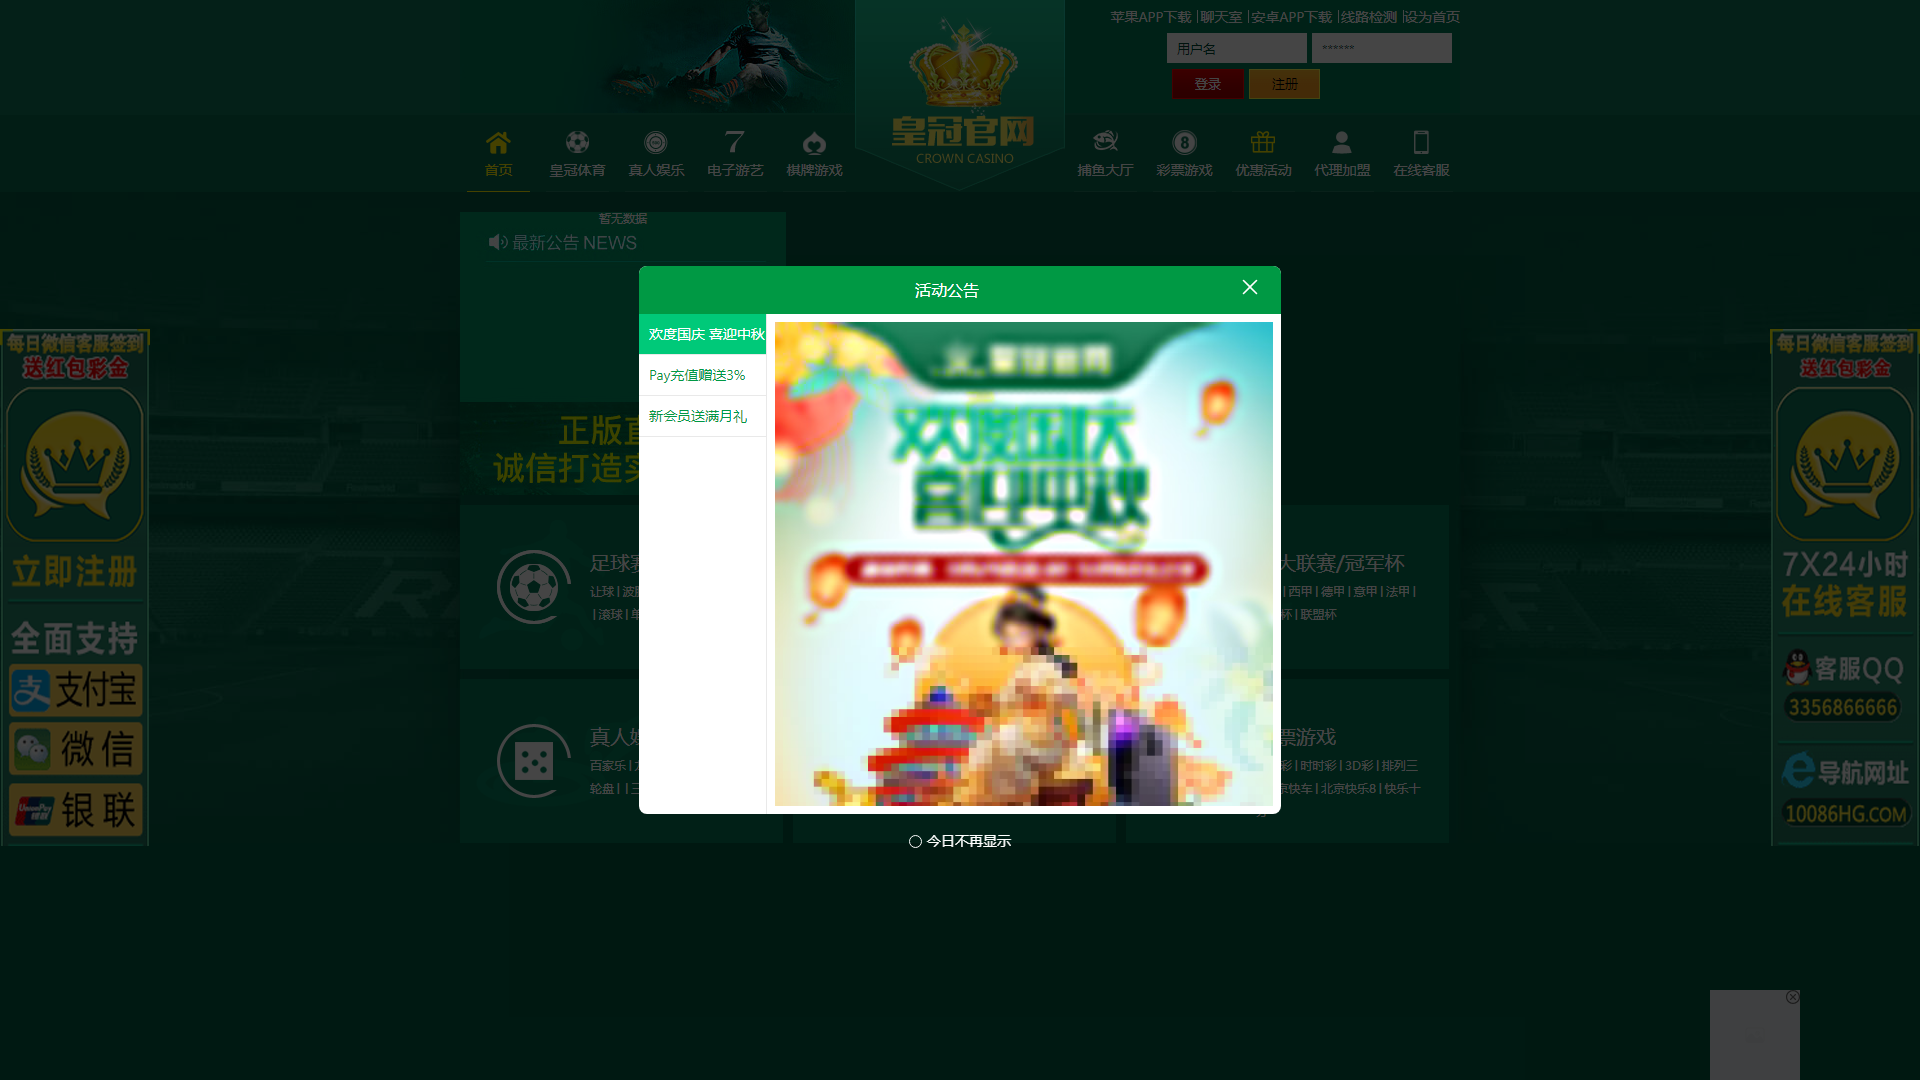 苹果APP下载 |聊天室 |安卓APP下载 |线路检测 |设为首页
用户名
******
登录
注册
皇冠官网
CROWN CASINO
首页
皇冠体育
真人娱乐
电子游艺
棋牌游戏
捕鱼大厅
彩票游戏
优惠活动
代理加盟
在线客服
暂无数据
最新公告 NEWS
活动公告
欢度国庆 喜迎中秋
Pay充值赠送3%
新会员送满月礼
欢度国庆
喜迎中秋
正版
诚信打造
足球
让球 | 波
| 滚球 |
大联赛/冠军杯
| 西甲 | 德甲 | 意甲 | 法甲 |
杯 | 联盟杯
真人
百家乐 |
轮盘 | | 三
票游戏
彩 | 时时彩 | 3D彩 | 排列三
京快车 | 北京快乐8 | 快乐十
今日不再显示
每日微信客服签到
送红包彩金
立即注册
全面支持
支付宝
微信
UnionPay
银联
银联
每日微信客服签到
送红包彩金
7X24小时
在线客服
客服QQ
3356866666
导航网址
10086HG.COM